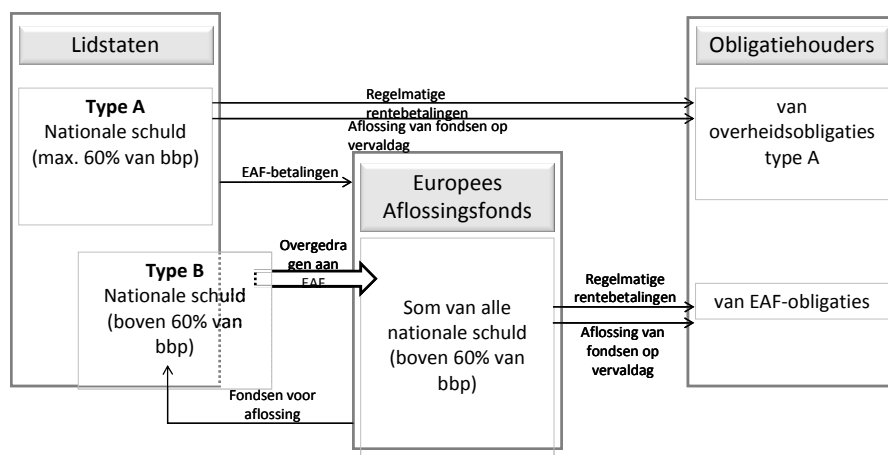 Lidstaten
Obligatiehouders
Type A
Nationale schuld
(max. 60% van bbp)
Regelmatige
rentebetalingen
Aflossing van fondsen op
vervaldag
van
overheidsobligaties
type A
EAF-betalingen
Europees
Aflossingsfonds
Type B
Nationale schuld
(boven 60% van
bbp)
Overgedra
gen aan
EAF
Som van alle
nationale schuld
(boven 60% van
bbp)
Regelmatige
rentebetalingen
Aflossing van
fondsen op
vervaldag
van EAF-obligaties
Fondsen voor
aflossing